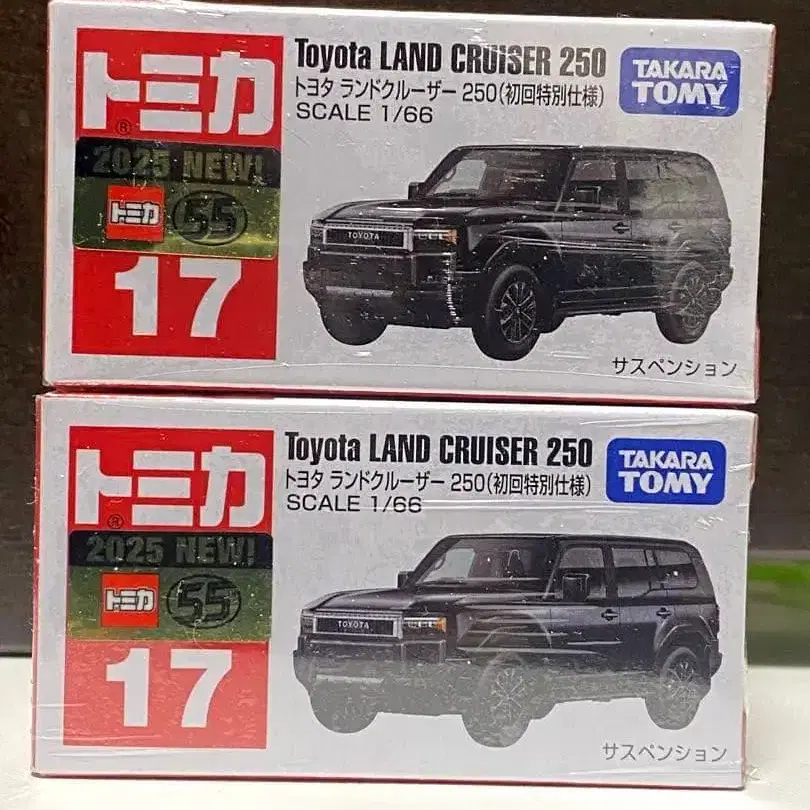 トミカ
®
2025 NEW!
トミカ 55
17
Toyota LAND CRUISER 250
トヨタ ランドクルーザー 250(初回特別仕様)
SCALE 1/66
TAKARA
TOMY
TOYOTA
サスペンション
トミカ
®
2025 NEW!
トミカ 55
17
Toyota LAND CRUISER 250
トヨタ ランドクルーザー 250(初回特別仕様)
SCALE 1/66
TAKARA
TOMY
TOYOTA
サスペンション